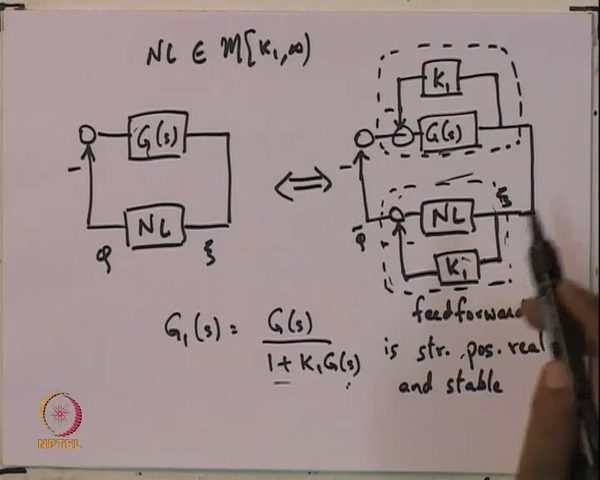 NL ∈ M[K₁,∞)
K₁
G(s)
G(s)
NL
NL
K₁
φ
ξ
φ
ξ
G₁(s) = G(s) / 1 + K₁G(s)
feedforward
is str. pos. real
and stable
NPTEL